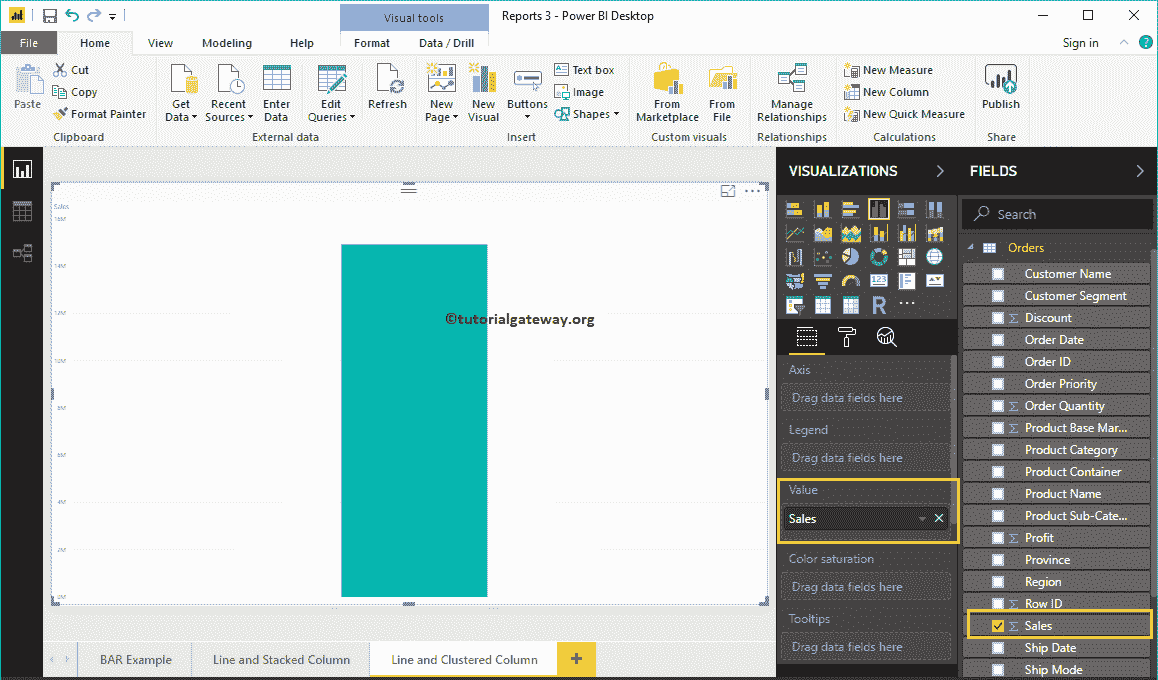 Visual tools
Reports 3 - Power BI Desktop
File
Home
View
Modeling
Help
Format
Data / Drill
Sign in
Paste
Cut
Copy
Format Painter
Clipboard
Get Data
Recent Sources
Enter Data
Edit Queries
External data
Refresh
New Page
New Visual
Buttons
Text box
Image
Shapes
Insert
From Marketplace
From File
Custom visuals
Manage Relationships
Relationships
New Measure
New Column
New Quick Measure
Calculations
Publish
Share
Sales
16M
14M
12M
10M
8M
6M
4M
2M
0M
©tutorialgateway.org
VISUALIZATIONS
123
R
Axis
Drag data fields here
Legend
Drag data fields here
Value
Sales
Color saturation
Drag data fields here
Tooltips
Drag data fields here
FIELDS
Search
Orders
Customer Name
Customer Segment
Discount
Order Date
Order ID
Order Priority
Order Quantity
Product Base Mar...
Product Category
Product Container
Product Name
Product Sub-Cate...
Profit
Province
Region
Row ID
Sales
Ship Date
Ship Mode
BAR Example
Line and Stacked Column
Line and Clustered Column